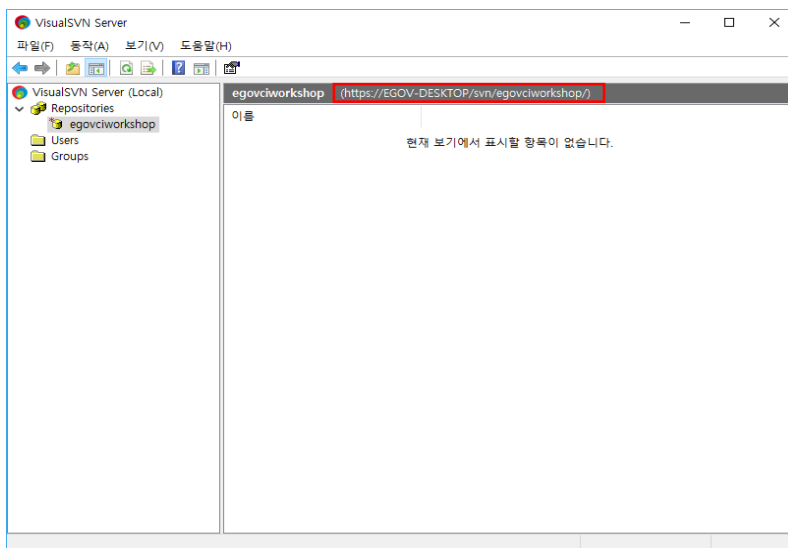 VisualSVN Server
파일(F) 동작(A) 보기(V) 도움말(H)
VisualSVN Server (Local)
Repositories
egovciworkshop
Users
Groups
egovciworkshop (https://EGOV-DESKTOP/svn/egovciworkshop/)
이름
현재 보기에서 표시할 항목이 없습니다.